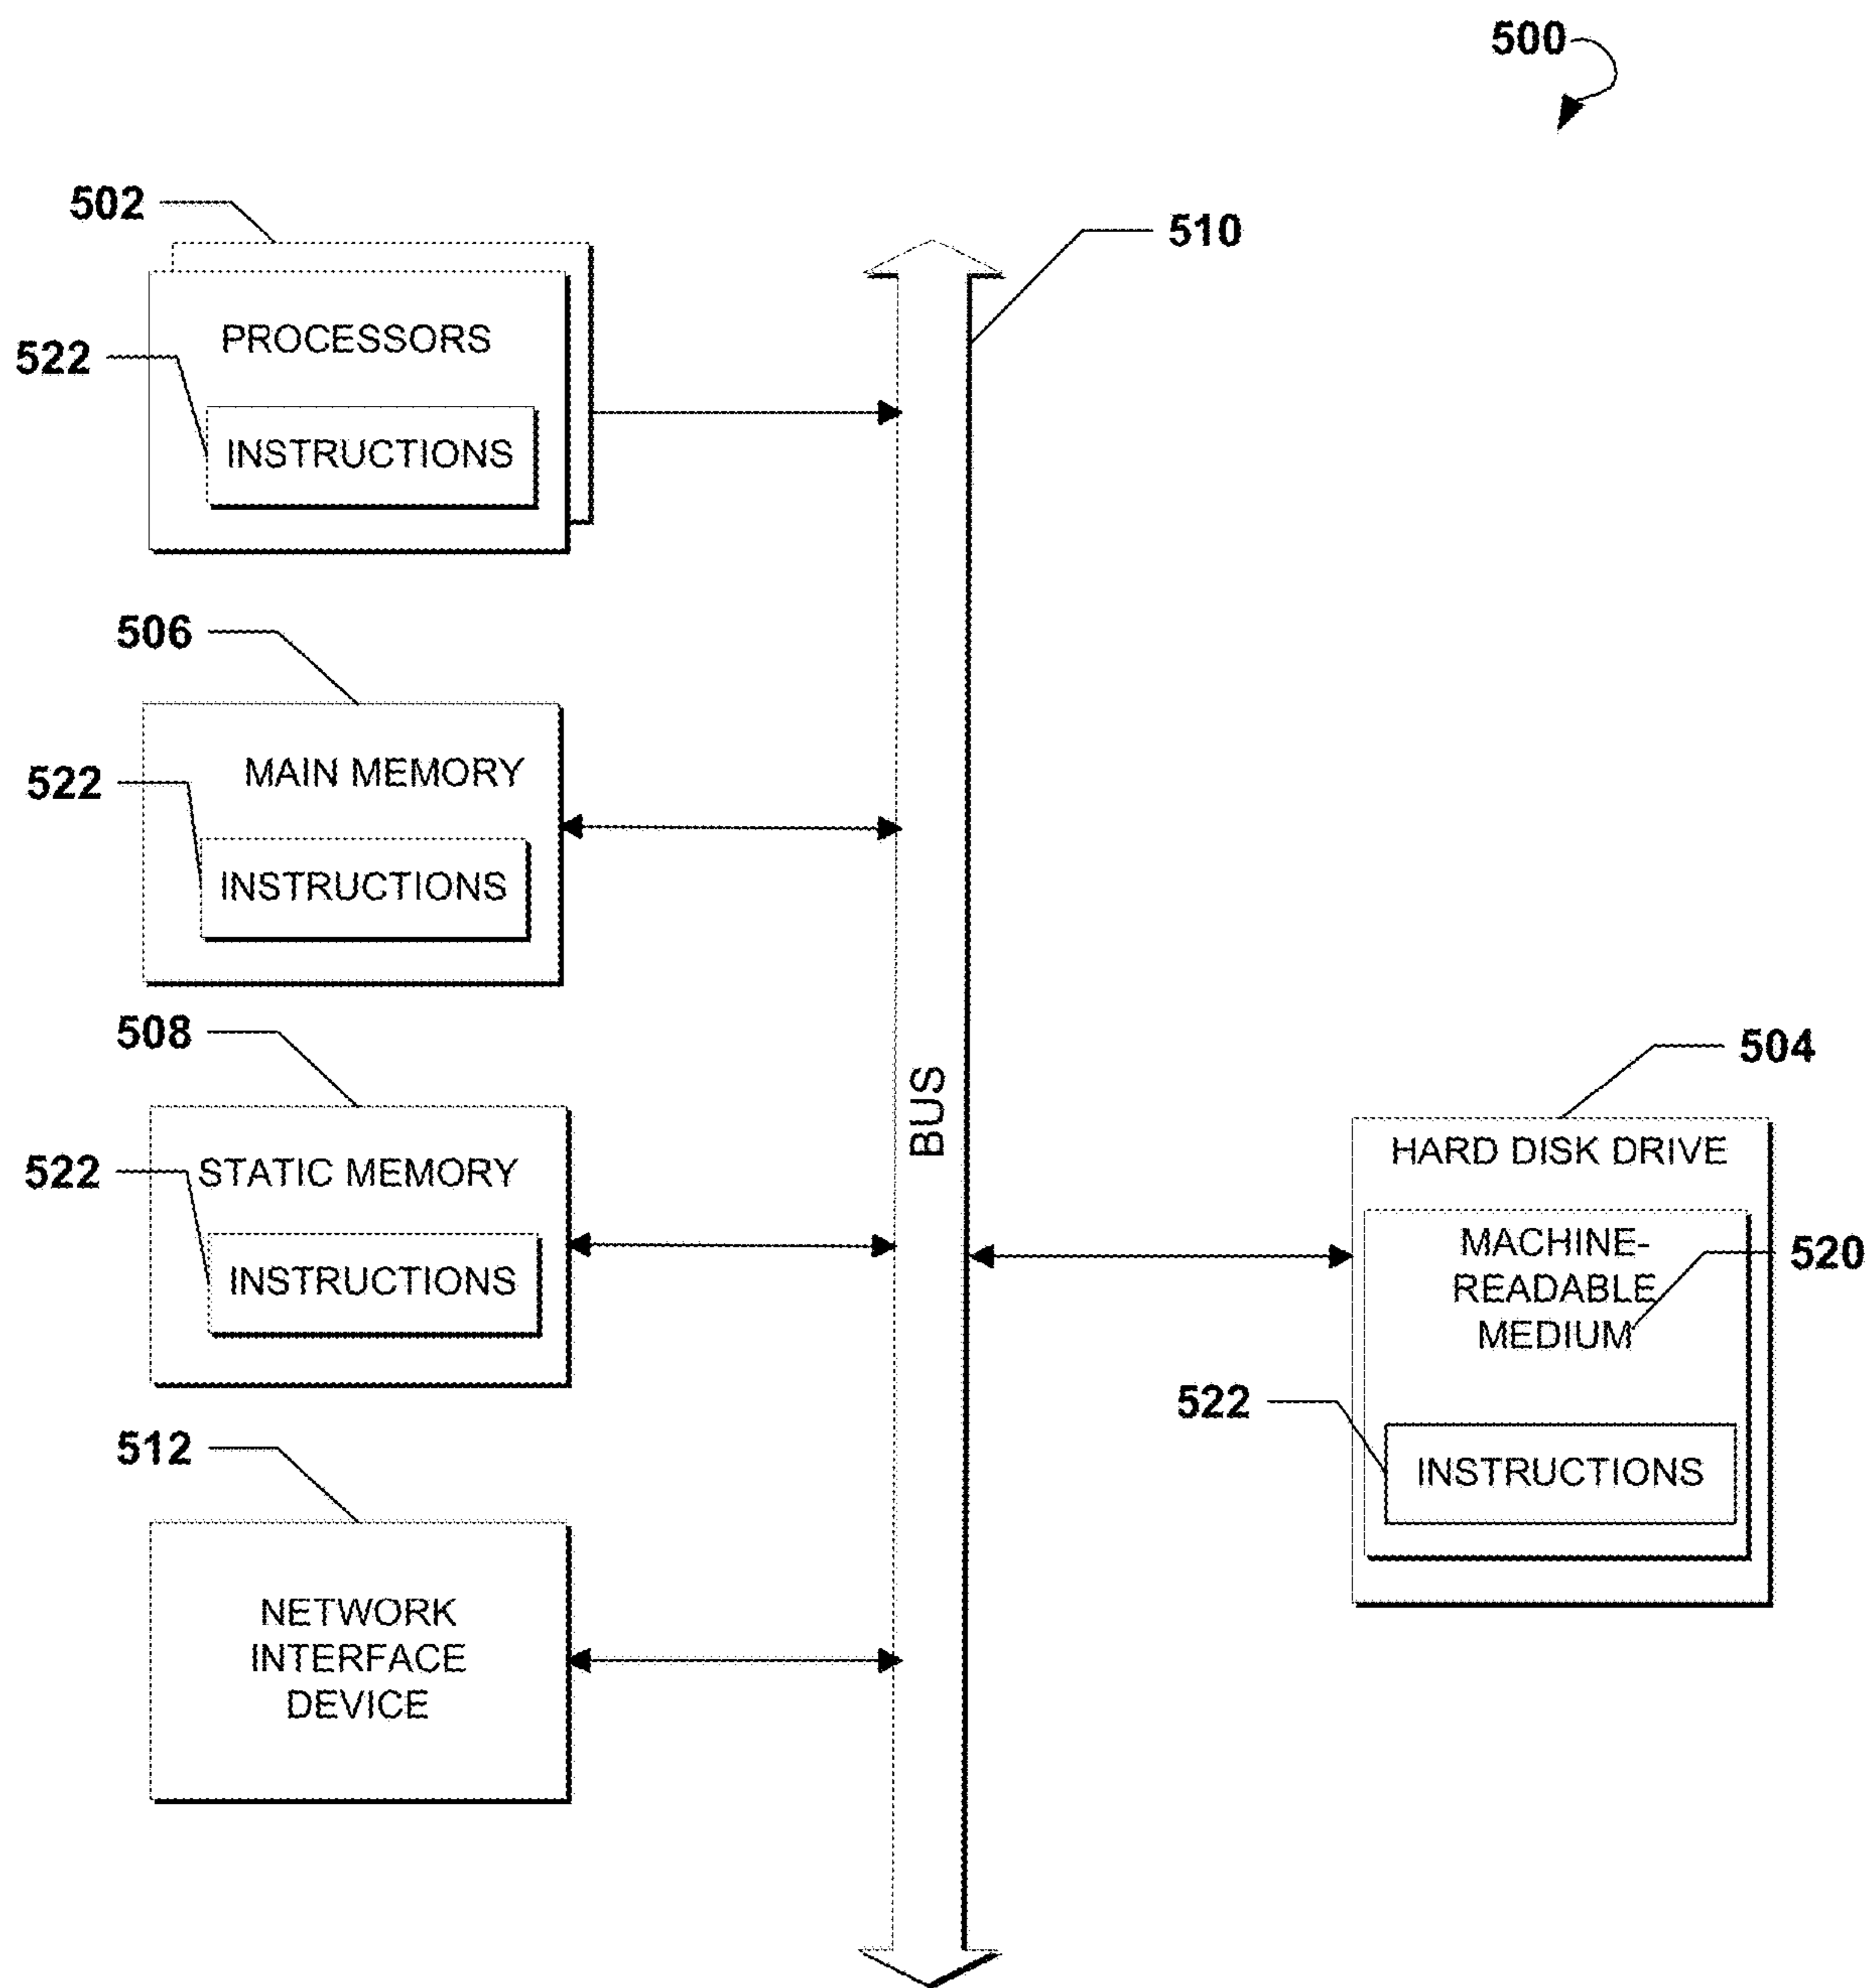 500
502
510
PROCESSORS
522
INSTRUCTIONS
506
MAIN MEMORY
522
INSTRUCTIONS
508
STATIC MEMORY
522
INSTRUCTIONS
BUS
504
HARD DISK DRIVE
MACHINE-
READABLE
MEDIUM
520
522
INSTRUCTIONS
512
NETWORK
INTERFACE
DEVICE